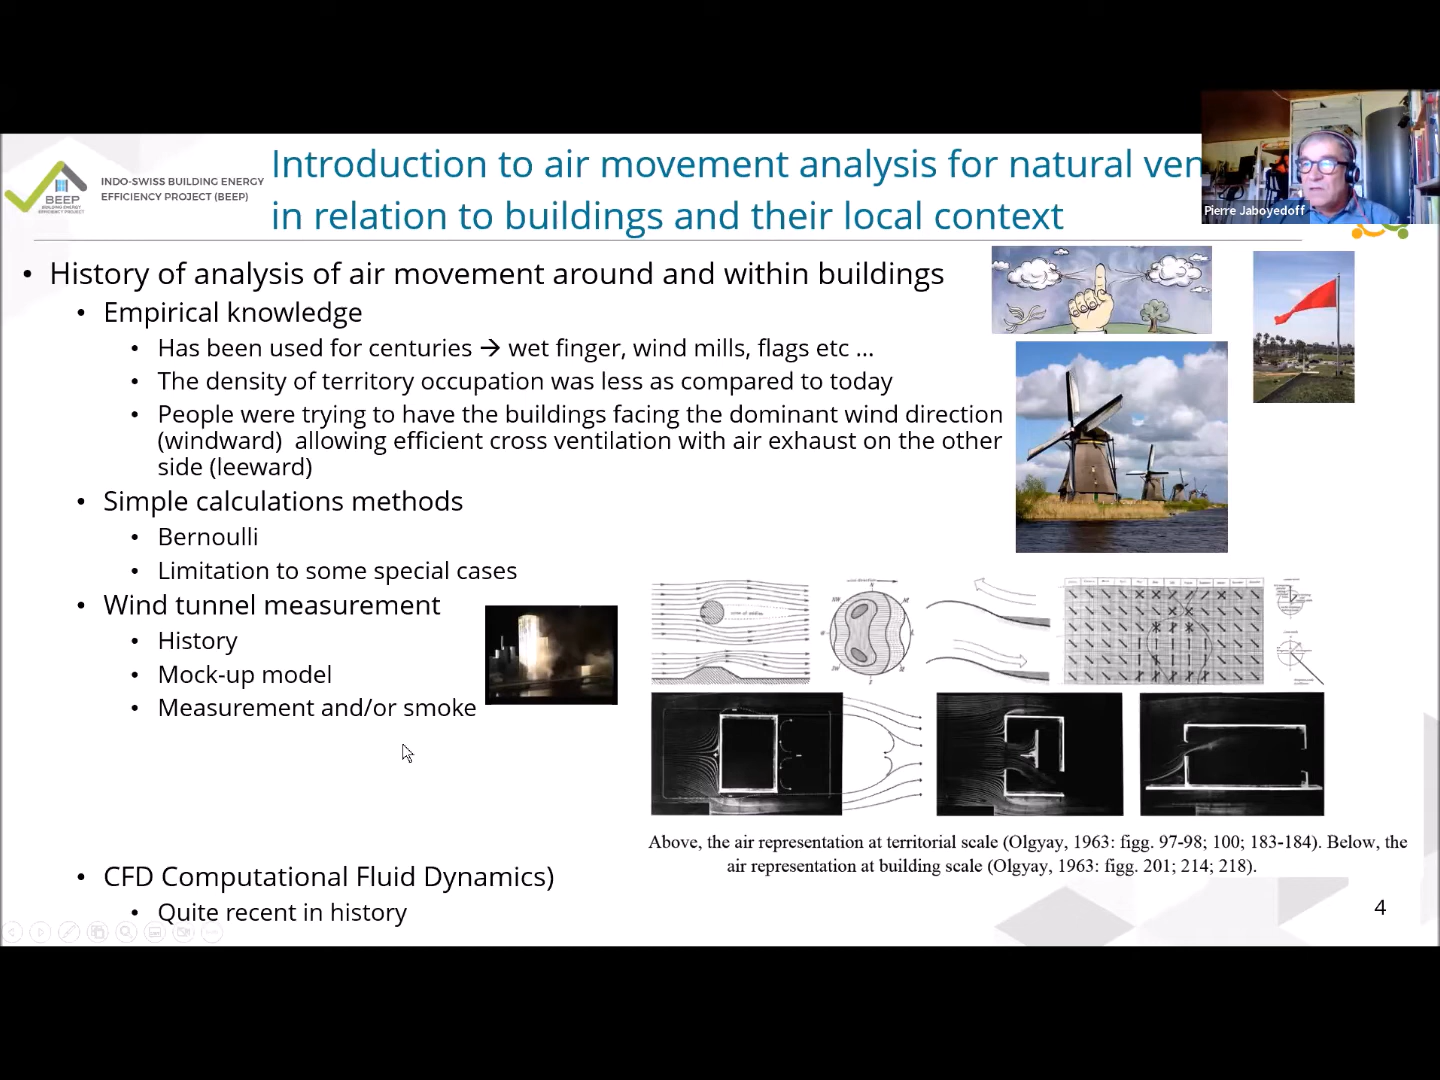 Introduction to air movement analysis for natural ven
in relation to buildings and their local context
BEEP
INDO-SWISS BUILDING ENERGY
EFFICIENCY PROJECT (BEEP)
Pierre Jaboyedoff
• History of analysis of air movement around and within buildings
• Empirical knowledge
• Has been used for centuries → wet finger, wind mills, flags etc ...
• The density of territory occupation was less as compared to today
• People were trying to have the buildings facing the dominant wind direction
(windward)  allowing efficient cross ventilation with air exhaust on the other
side (leeward)
• Simple calculations methods
• Bernoulli
• Limitation to some special cases
• Wind tunnel measurement
• History
• Mock-up model
• Measurement and/or smoke
Above, the air representation at territorial scale (Olgyay, 1963: figg. 97-98; 100; 183-184). Below, the
air representation at building scale (Olgyay, 1963: figg. 201; 214; 218).
• CFD Computational Fluid Dynamics)
• Quite recent in history
4